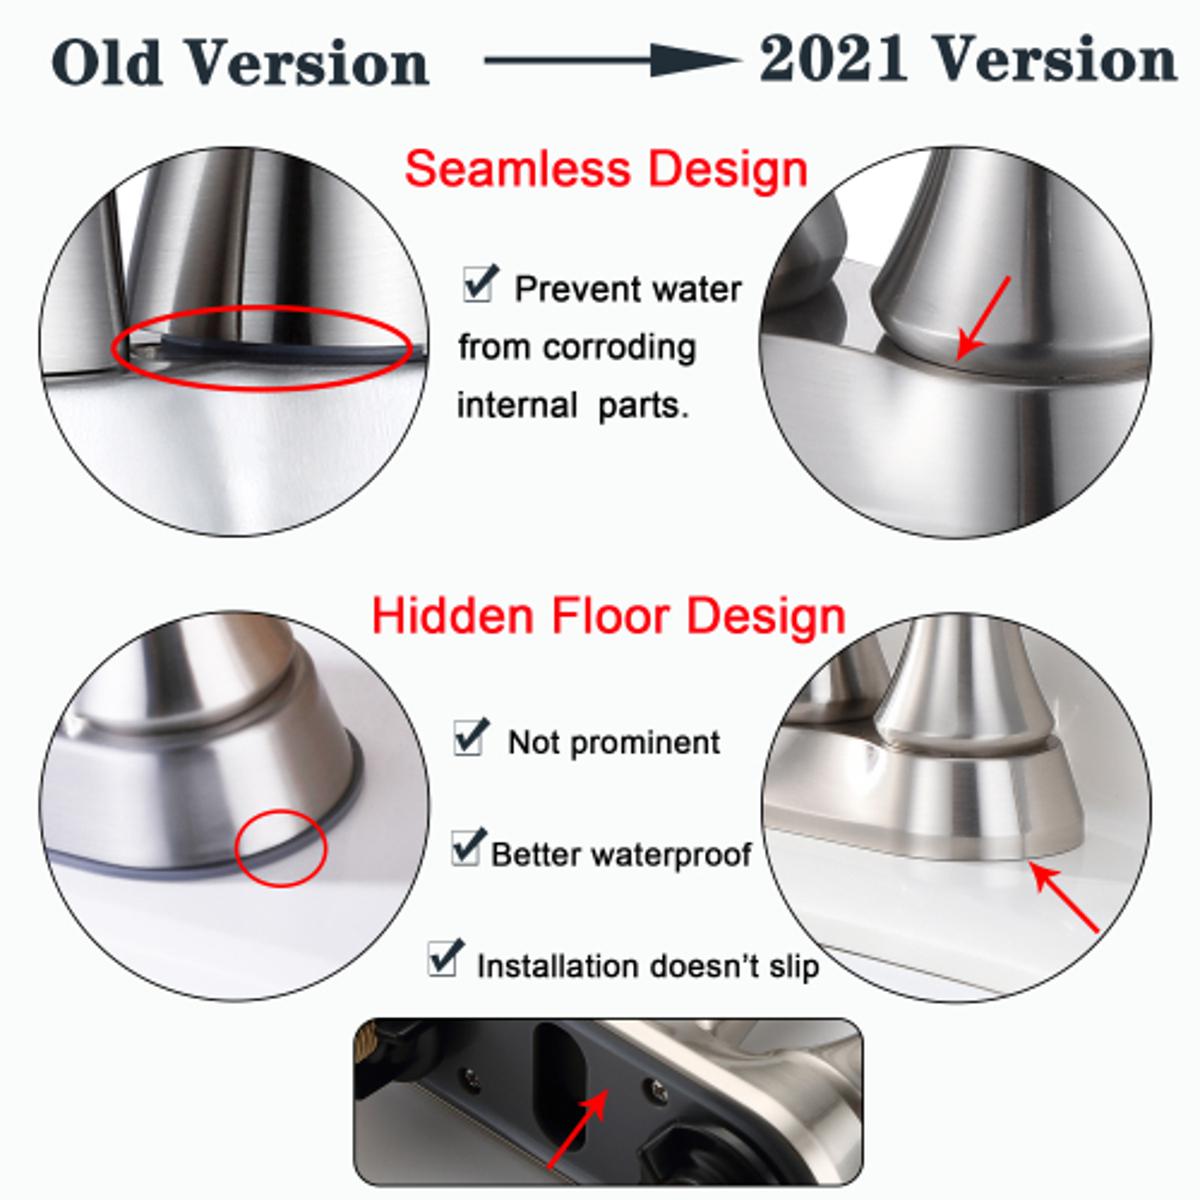 Old Version
2021 Version
Seamless Design
Prevent water
from corroding
internal parts.
Hidden Floor Design
Not prominent
Better waterproof
Installation doesn't slip